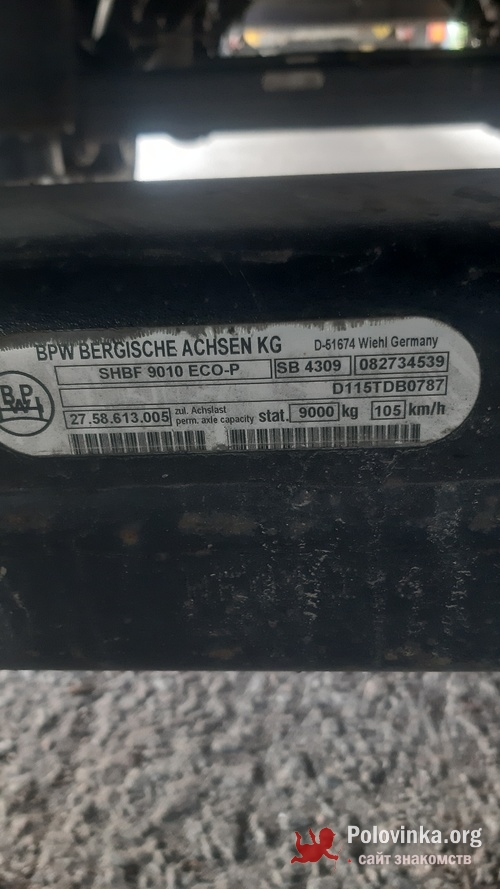 BPW BERGISCHE ACHSEN KG D-51674 Wiehl Germany
SHBF 9010 ECO-P SB 4309 082734539
D115TDB0787
27.58.613.005 zul. Achslast perm. axle capacity stat. 9000 kg 105 km/h
BPW
Polovinka.org
сайт знакомств